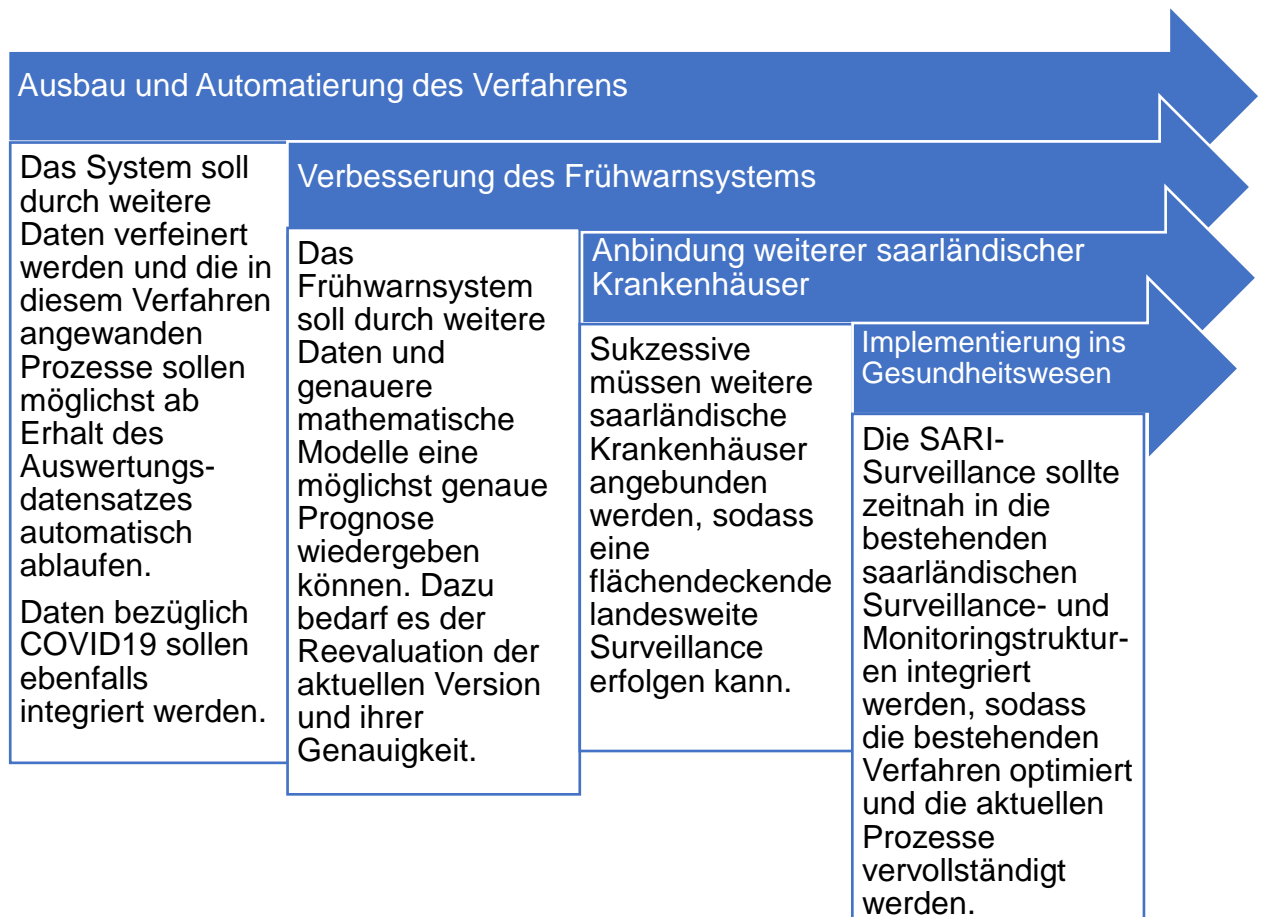 Ausbau und Automatierung des Verfahrens
Das System soll
durch weitere
Daten verfeinert
werden und die in
diesem Verfahren
angewanden
Prozesse sollen
möglichst ab
Erhalt des
Auswertungs-
datensatzes
automatisch
ablaufen.
Daten bezüglich
COVID19 sollen
ebenfalls
integriert werden.
Verbesserung des Frühwarnsystems
Das
Frühwarnsystem
soll durch weitere
Daten und
genauere
mathematische
Modelle eine
möglichst genaue
Prognose
wiedergeben
können. Dazu
bedarf es der
Reevaluation der
aktuellen Version
und ihrer
Genauigkeit.
Anbindung weiterer saarländischer
Krankenhäuser
Sukzessive
müssen weitere
saarländische
Krankenhäuser
angebunden
werden, sodass
eine
flächendeckende
landesweite
Surveillance
erfolgen kann.
Implementierung ins
Gesundheitswesen
Die SARI-
Surveillance sollte
zeitnah in die
bestehenden
saarländischen
Surveillance- und
Monitoringstruktur-
en integriert
werden, sodass
die bestehenden
Verfahren optimiert
und die aktuellen
Prozesse
vervollständigt
werden.